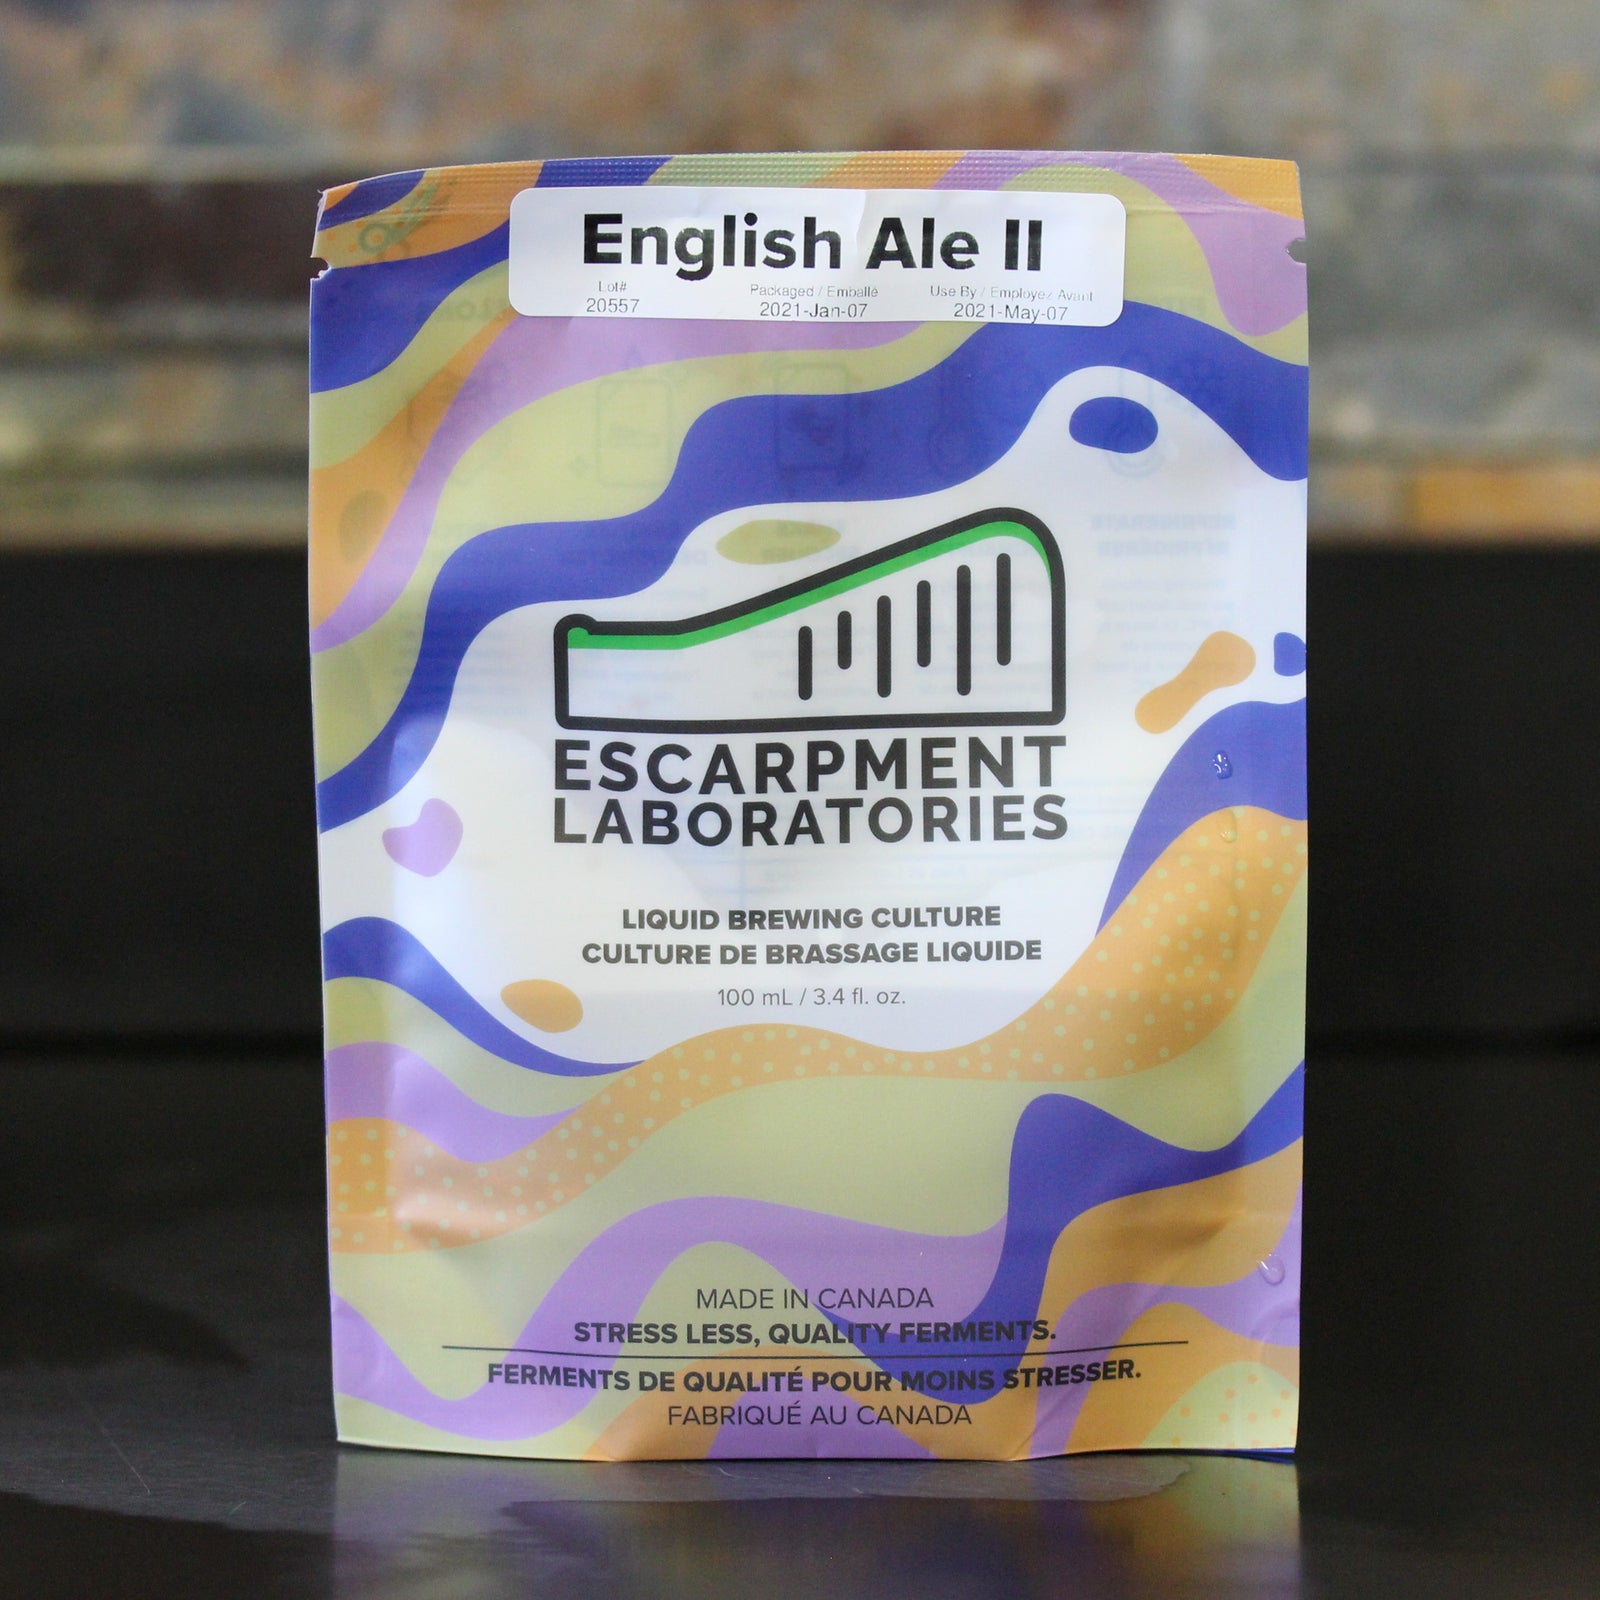 English Ale II
Lot# Packaged / Emballé Use By / Employez Avant
20557 2021-Jan-07 2021-May-07
ESCARPMENT
LABORATORIES
LIQUID BREWING CULTURE
CULTURE DE BRASSAGE LIQUIDE
100 mL / 3.4 fl. oz.
MADE IN CANADA
STRESS LESS, QUALITY FERMENTS.
FERMENTS DE QUALITÉ POUR MOINS STRESSER.
FABRIQUÉ AU CANADA